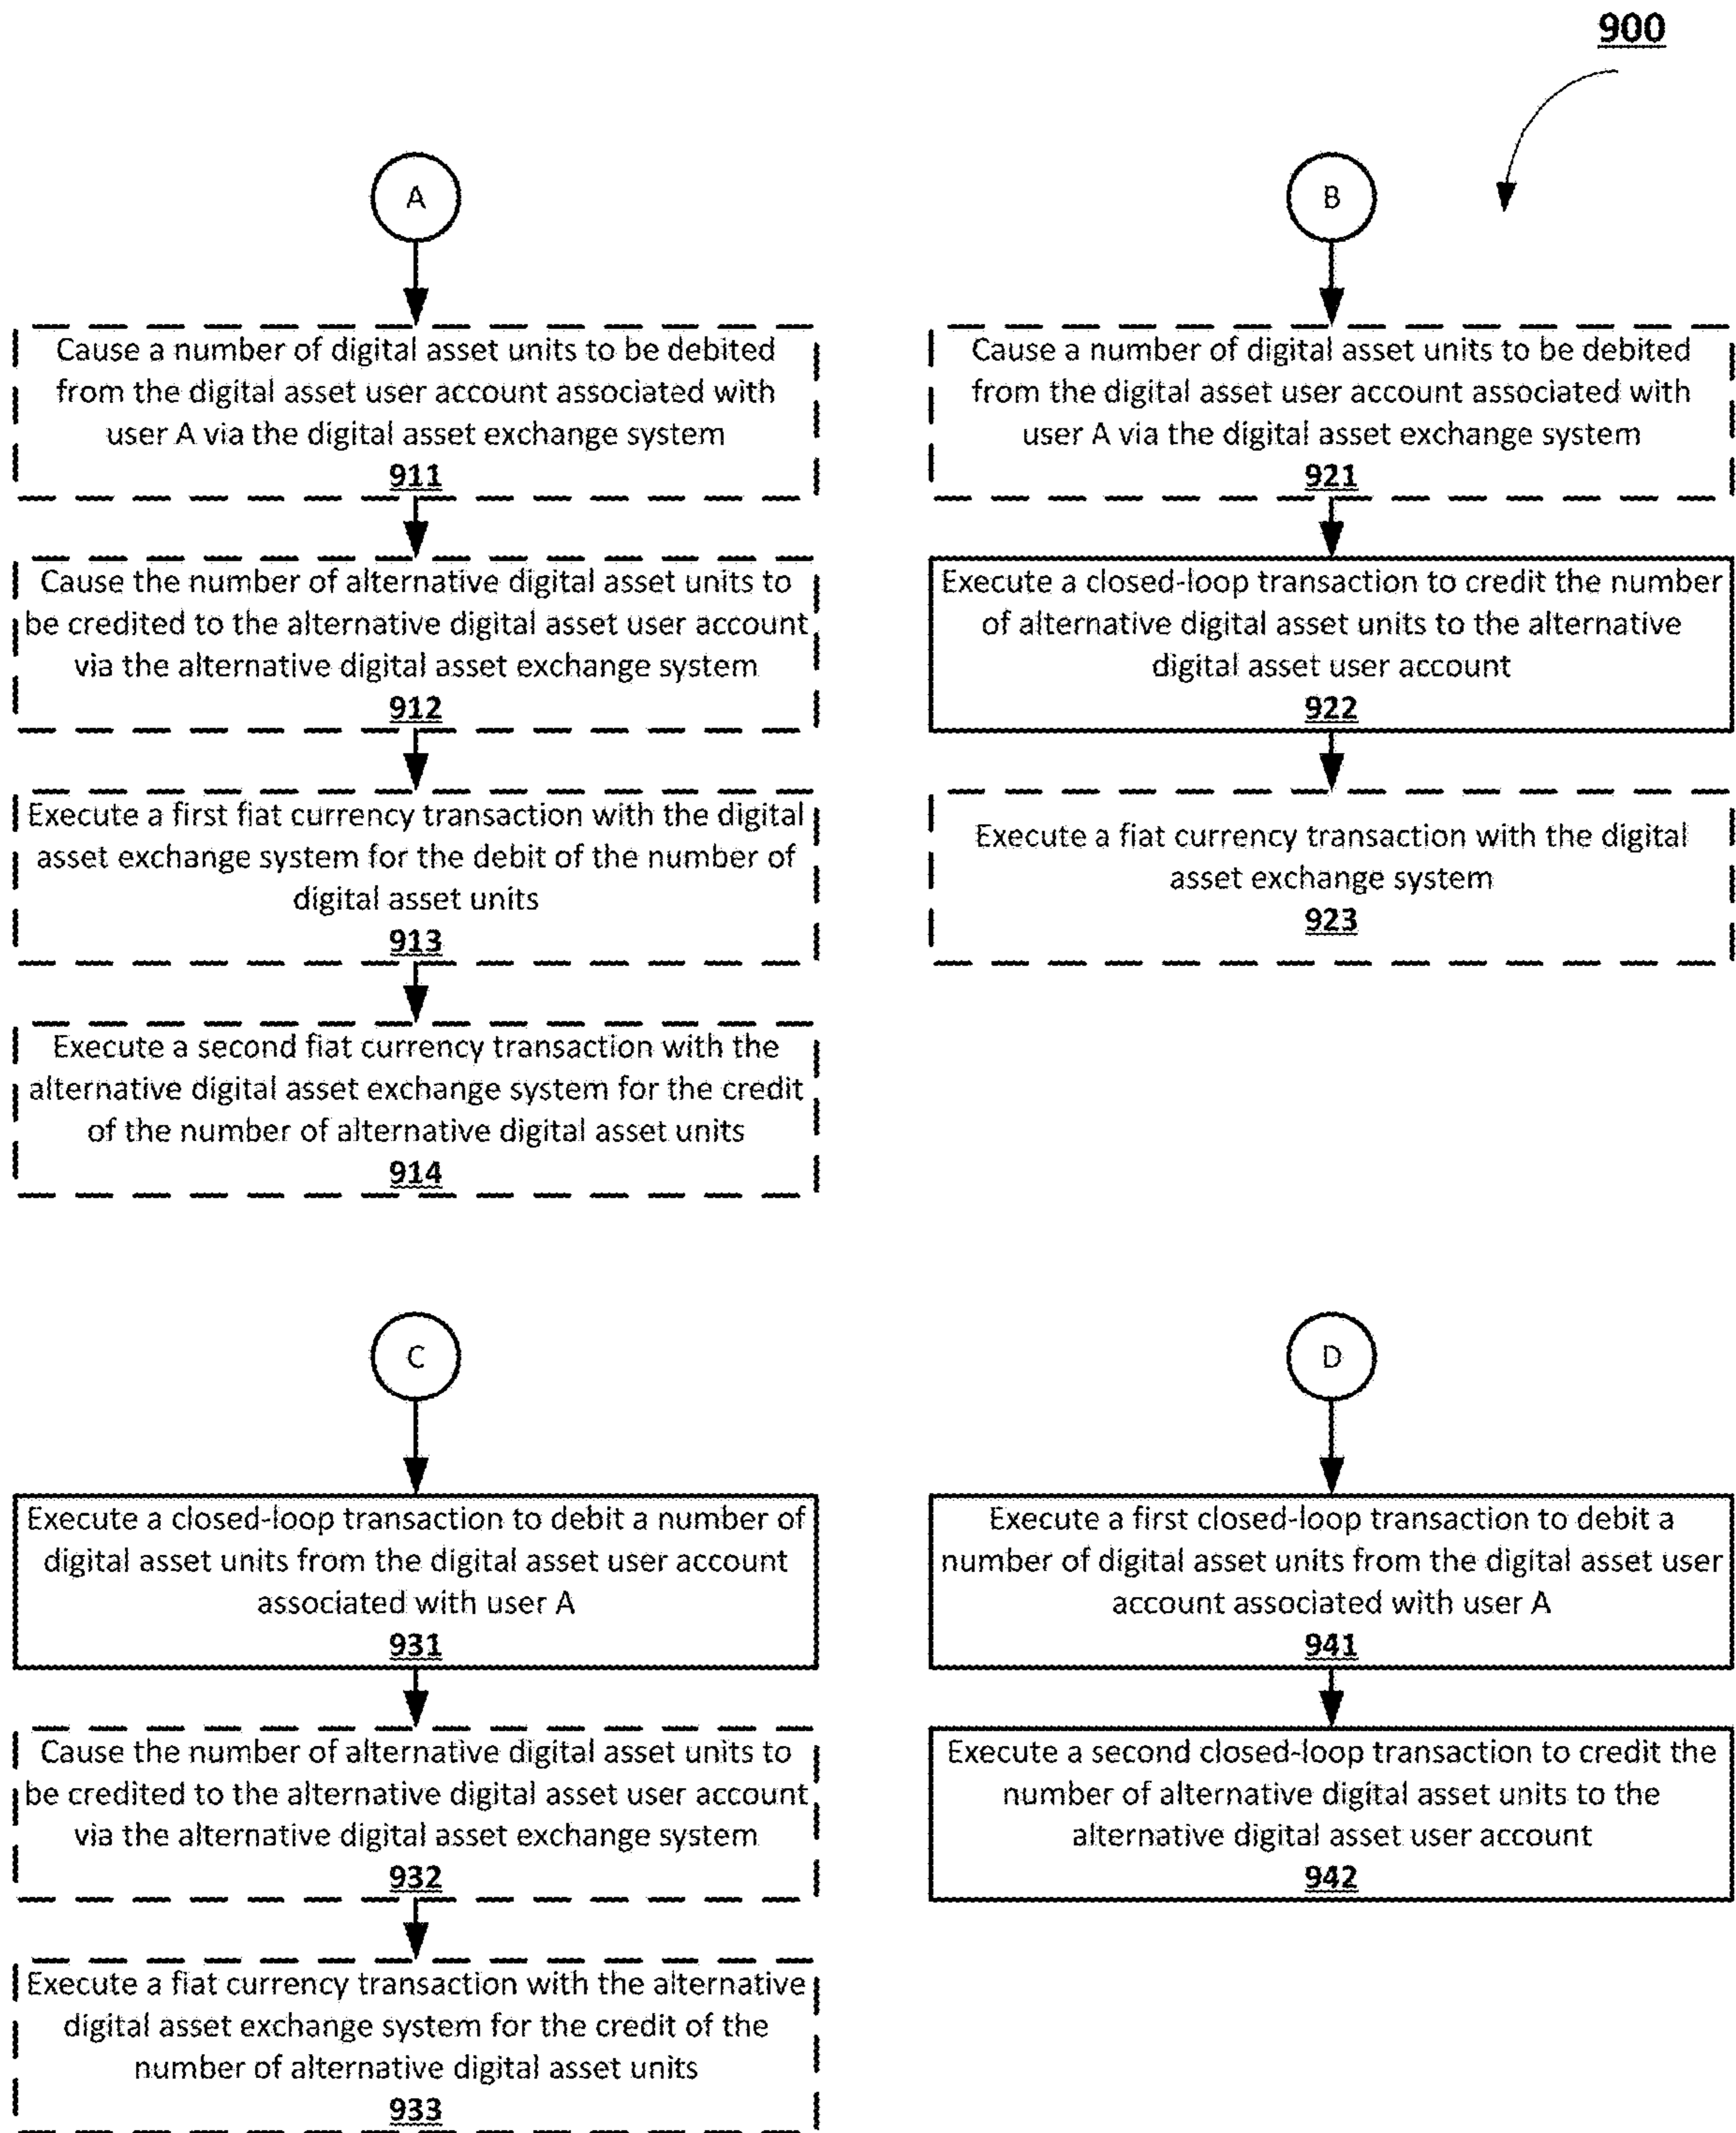 900
A
Cause a number of digital asset units to be debited
from the digital asset user account associated with
user A via the digital asset exchange system
911
Cause the number of alternative digital asset units to
be credited to the alternative digital asset user account
via the alternative digital asset exchange system
912
Execute a first fiat currency transaction with the digital
asset exchange system for the debit of the number of
digital asset units
913
Execute a second fiat currency transaction with the
alternative digital asset exchange system for the credit
of the number of alternative digital asset units
914
B
Cause a number of digital asset units to be debited
from the digital asset user account associated with
user A via the digital asset exchange system
921
Execute a closed-loop transaction to credit the number
of alternative digital asset units to the alternative
digital asset user account
922
Execute a fiat currency transaction with the digital
asset exchange system
923
C
Execute a closed-loop transaction to debit a number of
digital asset units from the digital asset user account
associated with user A
931
Cause the number of alternative digital asset units to
be credited to the alternative digital asset user account
via the alternative digital asset exchange system
932
Execute a fiat currency transaction with the alternative
digital asset exchange system for the credit of the
number of alternative digital asset units
933
D
Execute a first closed-loop transaction to debit a
number of digital asset units from the digital asset user
account associated with user A
941
Execute a second closed-loop transaction to credit the
number of alternative digital asset units to the
alternative digital asset user account
942